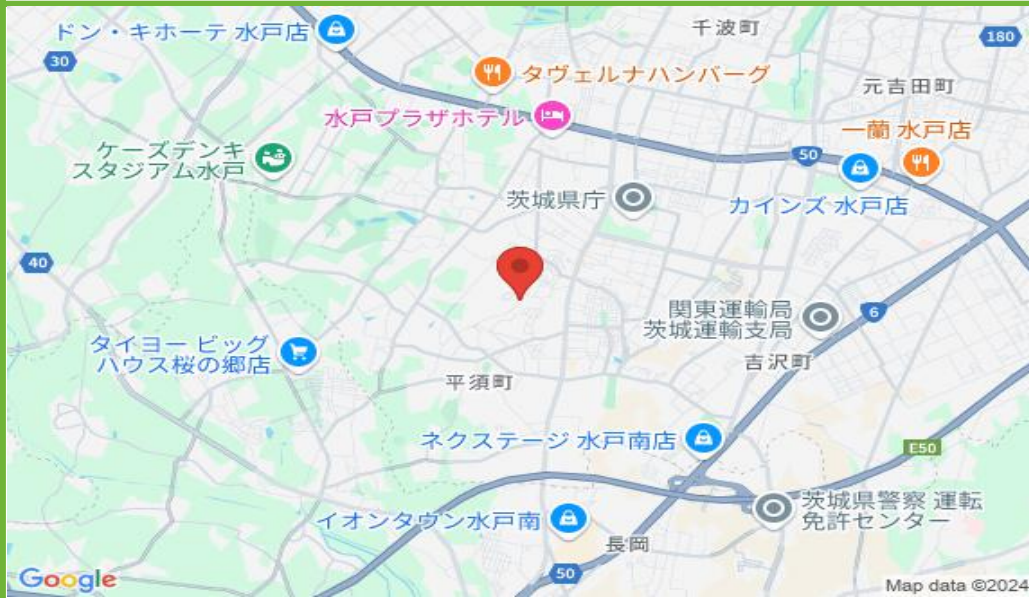 ドン・キホーテ 水戸店
千波町
180
30
タヴェルナハンバーグ
元吉田町
水戸プラザホテル
一蘭 水戸店
ケーズデンキ
スタジアム水戸
50
茨城県庁
カインズ 水戸店
40
関東運輸局
茨城運輸支局
6
タイヨー ビッグ
ハウス桜の郷店
吉沢町
平須町
ネクステージ 水戸南店
E50
茨城県警察 運転
免許センター
イオンタウン水戸南
長岡
50
Google
Map data ©2024